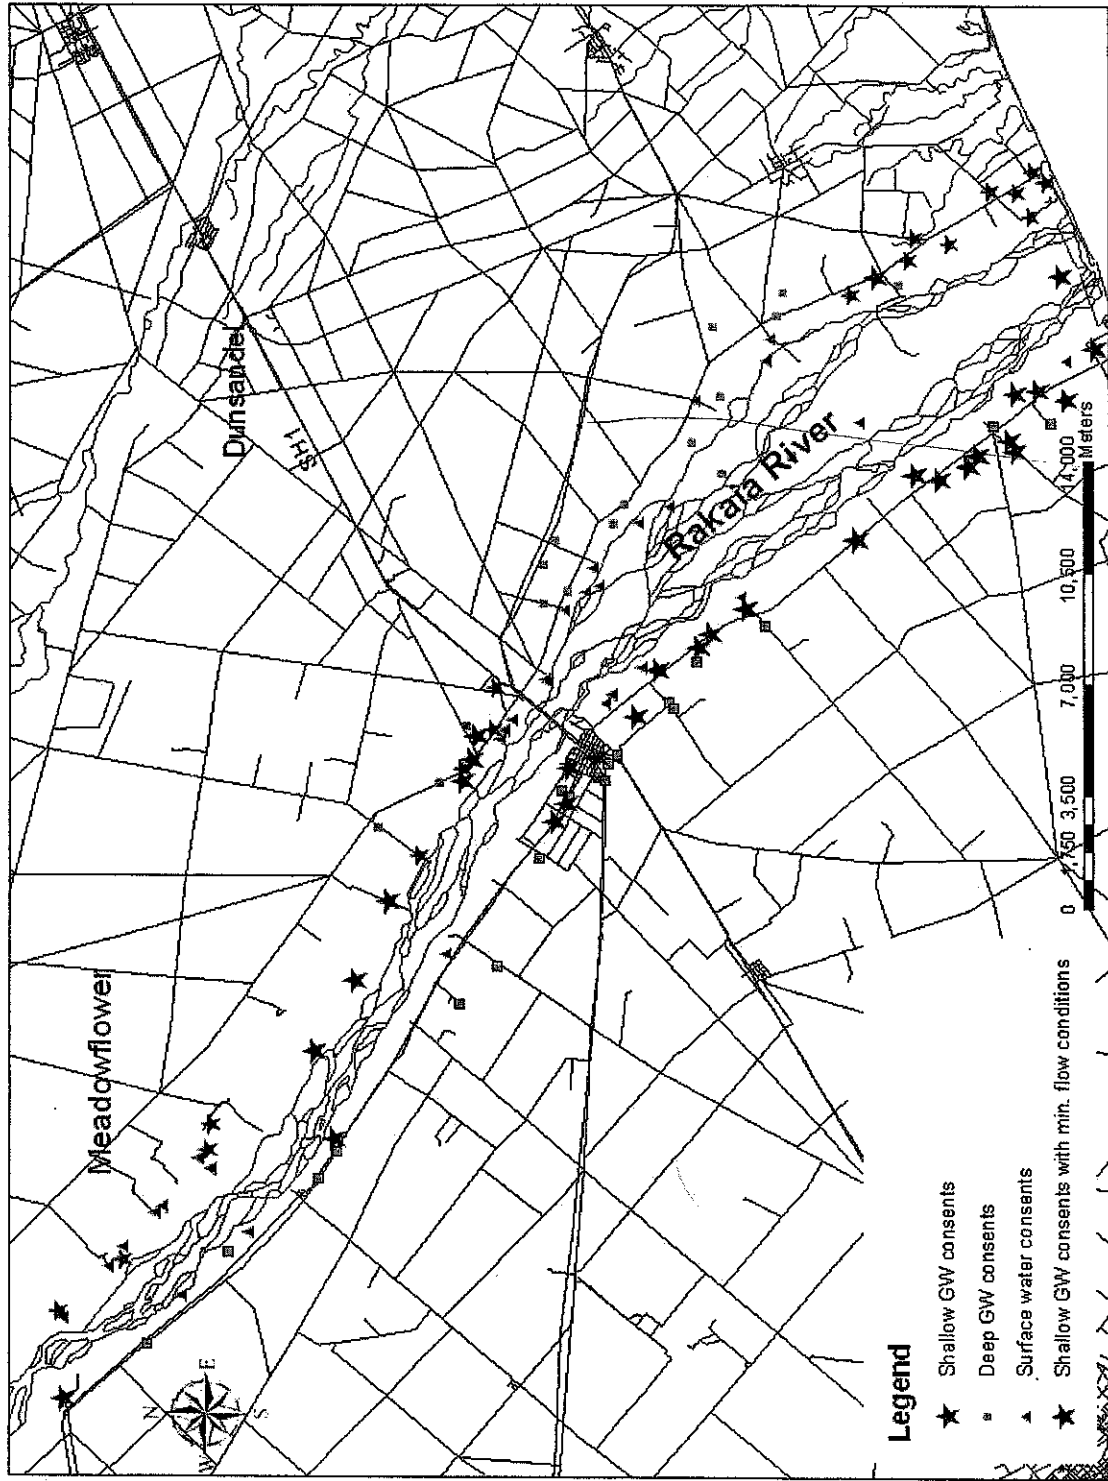 Meadowflower
Dunsandel
SH1
Rakaia River
N
W
E
S
Legend
Shallow GW consents
Deep GW consents
Surface water consents
Shallow GW consents with min. flow conditions
0 1,750 3,500 7,000 10,500 14,000
Meters